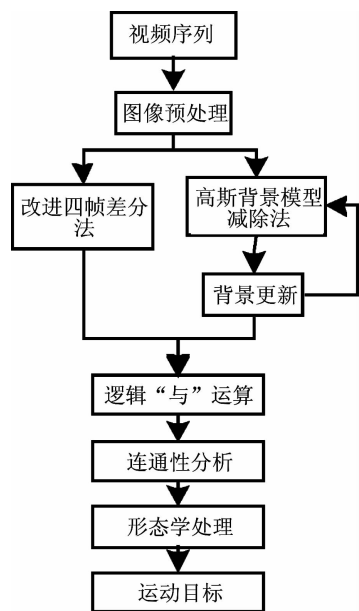 视频序列
图像预处理
改进四帧差分
法
高斯背景模型
减除法
背景更新
逻辑“与”运算
连通性分析
形态学处理
运动目标